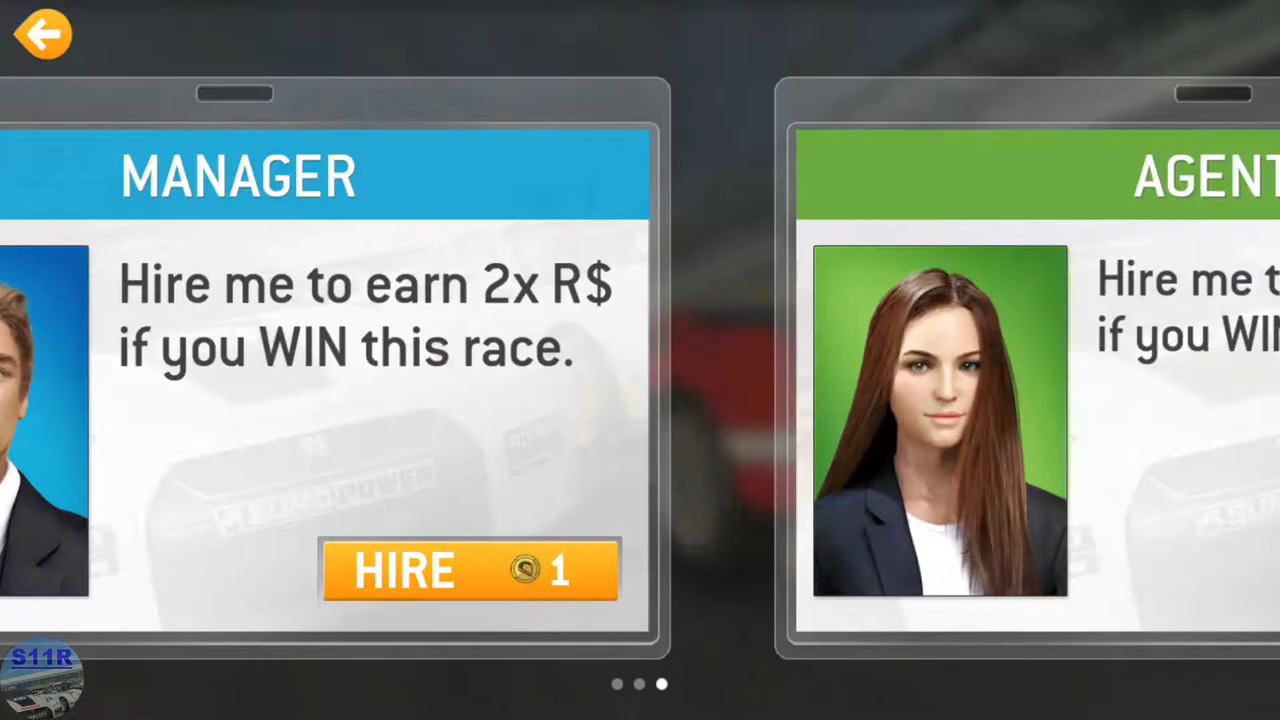 MANAGER
Hire me to earn 2x R$
if you WIN this race.
HIRE 1
AGENT
Hire me t
if you WIN
S11R